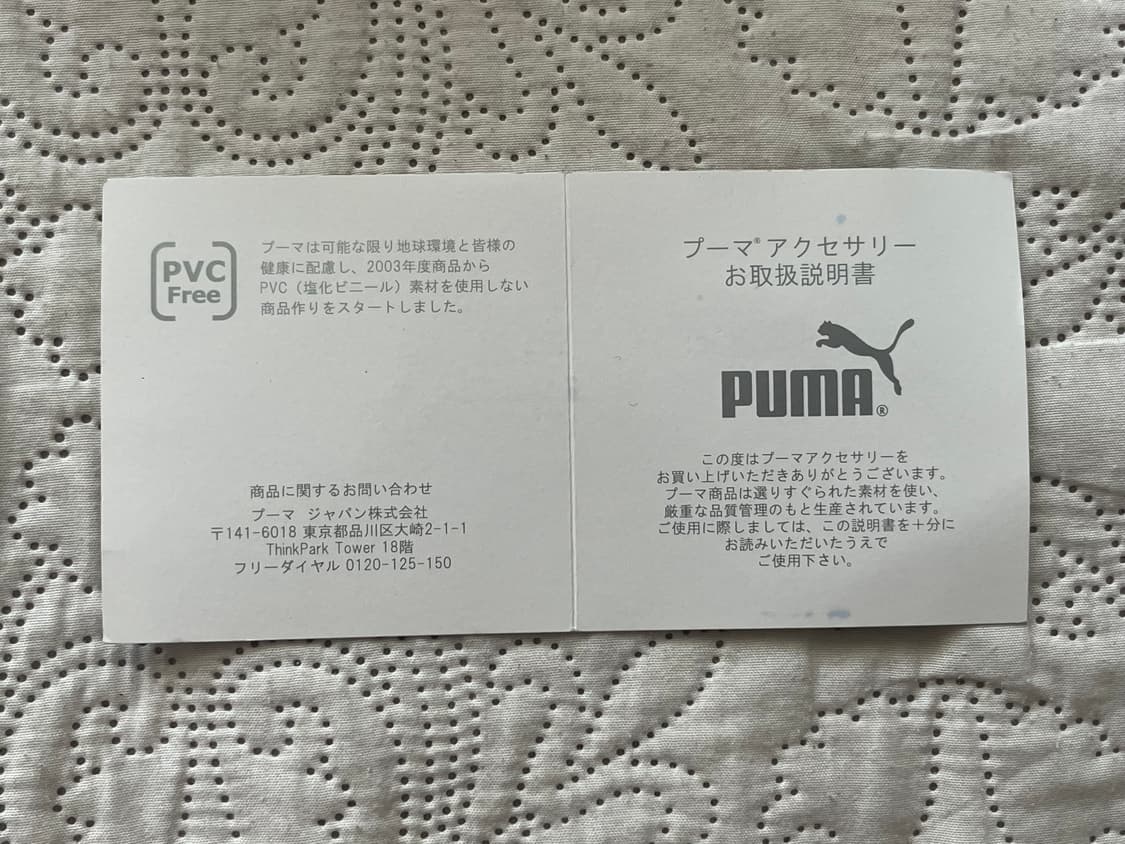 PVC
Free
プーマは可能な限り地球環境と皆様の
健康に配慮し、2003年度商品から
PVC（塩化ビニール）素材を使用しない
商品作りをスタートしました。
商品に関するお問い合わせ
プーマ ジャパン株式会社
〒141-6018 東京都品川区大崎2-1-1
ThinkPark Tower 18階
フリーダイヤル 0120-125-150
プーマ®アクセサリー
お取扱説明書
PUMA®
この度はプーマアクセサリーを
お買い上げいただきありがとうございます。
プーマ商品は選りすぐられた素材を使い、
厳重な品質管理のもと生産されています。
ご使用に際しましては、この説明書を十分に
お読みいただいたうえで
ご使用下さい。